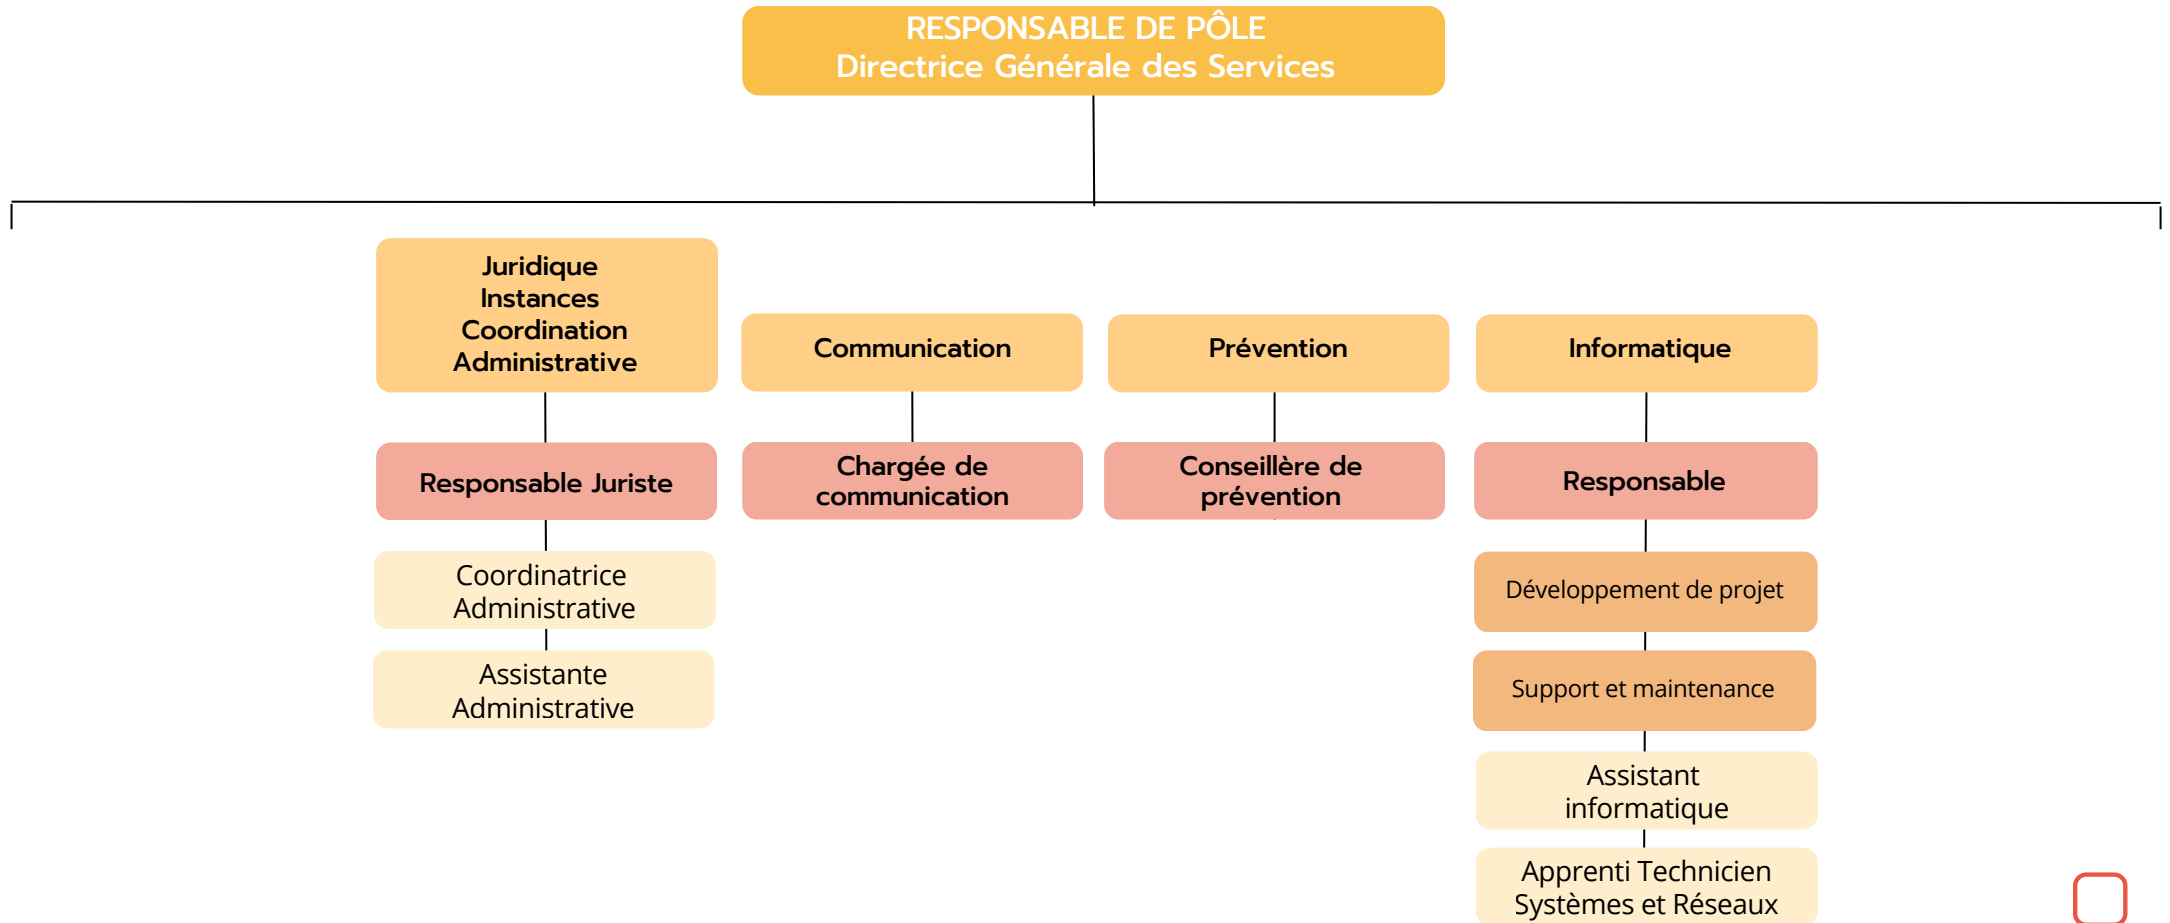 RESPONSABLE DE PÔLE
Directrice Générale des Services
Juridique
Instances
Coordination
Administrative
Communication
Prévention
Informatique
Responsable Juriste
Chargée de
communication
Conseillère de
prévention
Responsable
Coordinatrice
Administrative
Développement de projet
Assistante
Administrative
Support et maintenance
Assistant
informatique
Apprenti Technicien
Systèmes et Réseaux